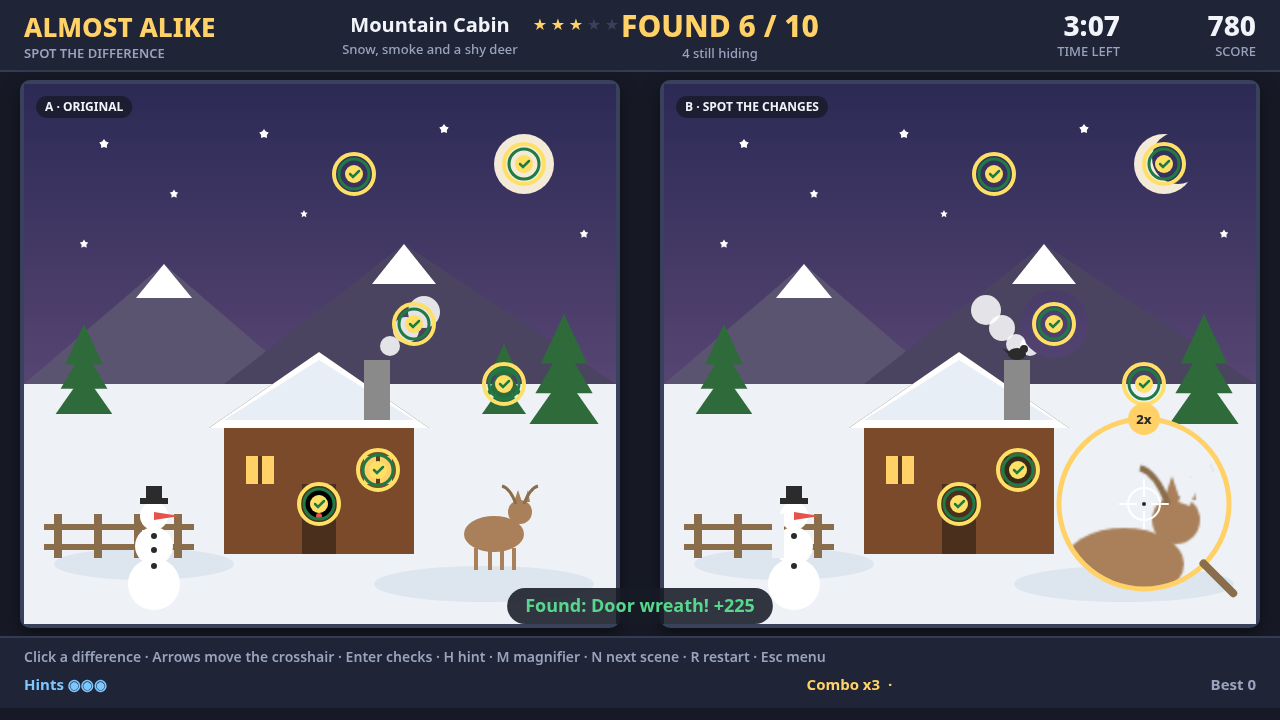 ALMOST ALIKE
SPOT THE DIFFERENCE
Mountain Cabin ★★★★★
Snow, smoke and a shy deer
FOUND 6 / 10
4 still hiding
3:07
TIME LEFT
780
SCORE
A · ORIGINAL
B · SPOT THE CHANGES
2x
Found: Door wreath! +225
Click a difference · Arrows move the crosshair · Enter checks · H hint · M magnifier · N next scene · R restart · Esc menu
Hints ◉◉◉
Combo x3 ·
Best 0